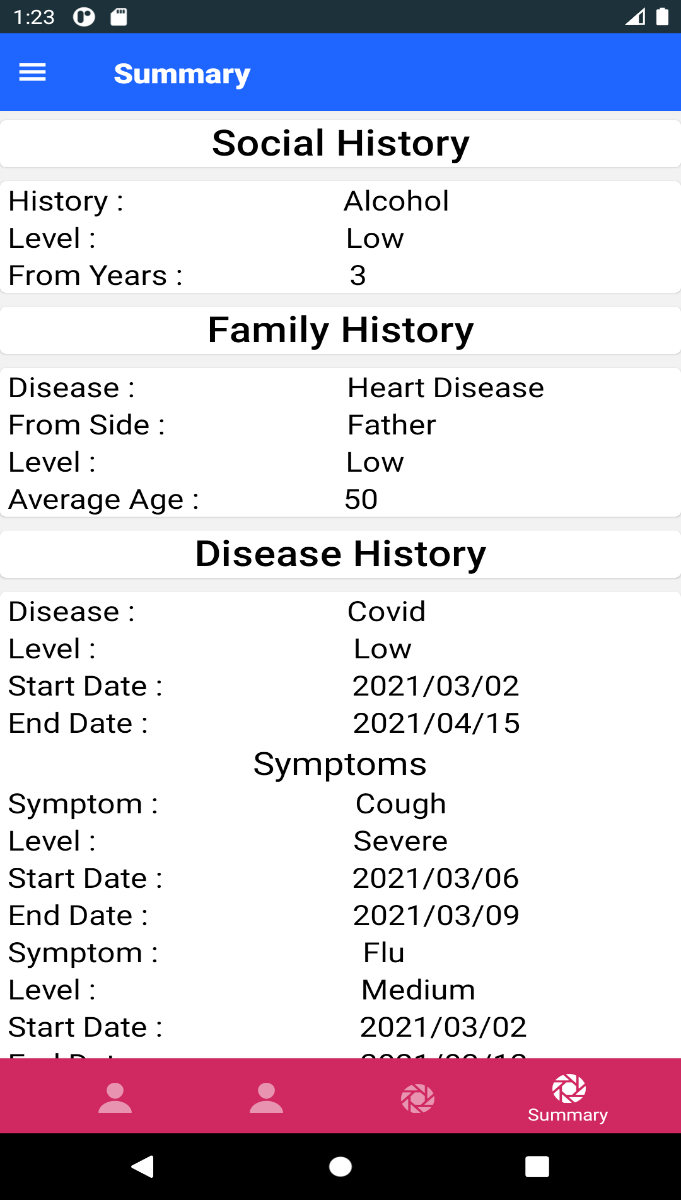 1:23
Summary
Social History
History : Alcohol
Level : Low
From Years : 3
Family History
Disease : Heart Disease
From Side : Father
Level : Low
Average Age : 50
Disease History
Disease : Covid
Level : Low
Start Date : 2021/03/02
End Date : 2021/04/15
Symptoms
Symptom : Cough
Level : Severe
Start Date : 2021/03/06
End Date : 2021/03/09
Symptom : Flu
Level : Medium
Start Date : 2021/03/02
Summary